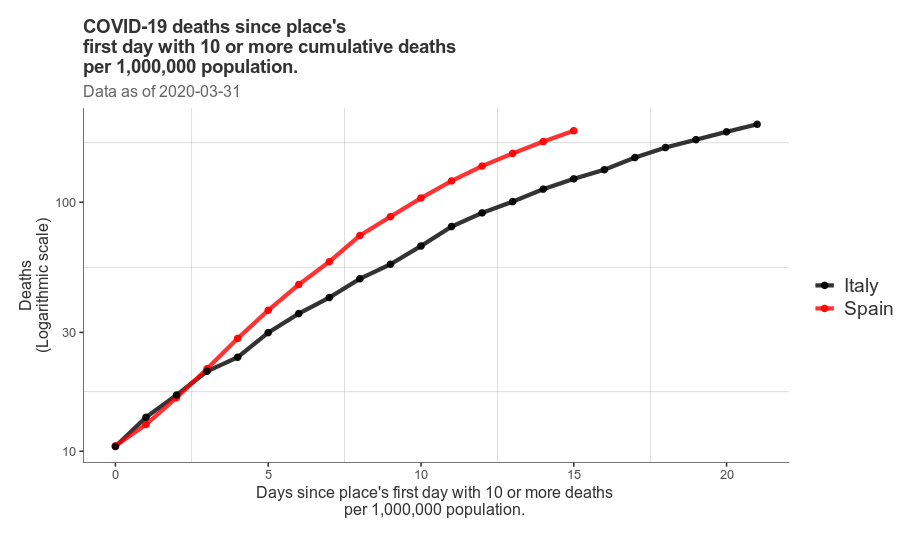 COVID-19 deaths since place's
first day with 10 or more cumulative deaths
per 1,000,000 population.
Data as of 2020-03-31
Deaths
(Logarithmic scale)
100
30
10
0 5 10 15 20
Days since place's first day with 10 or more deaths
per 1,000,000 population.
Italy
Spain